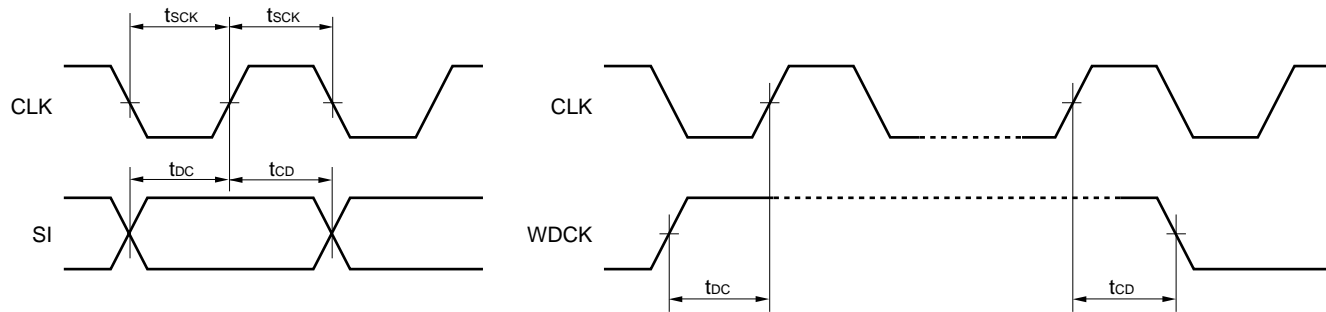 tSCK tSCK
CLK
tDC tCD
SI
CLK
WDCK
tDC
tCD